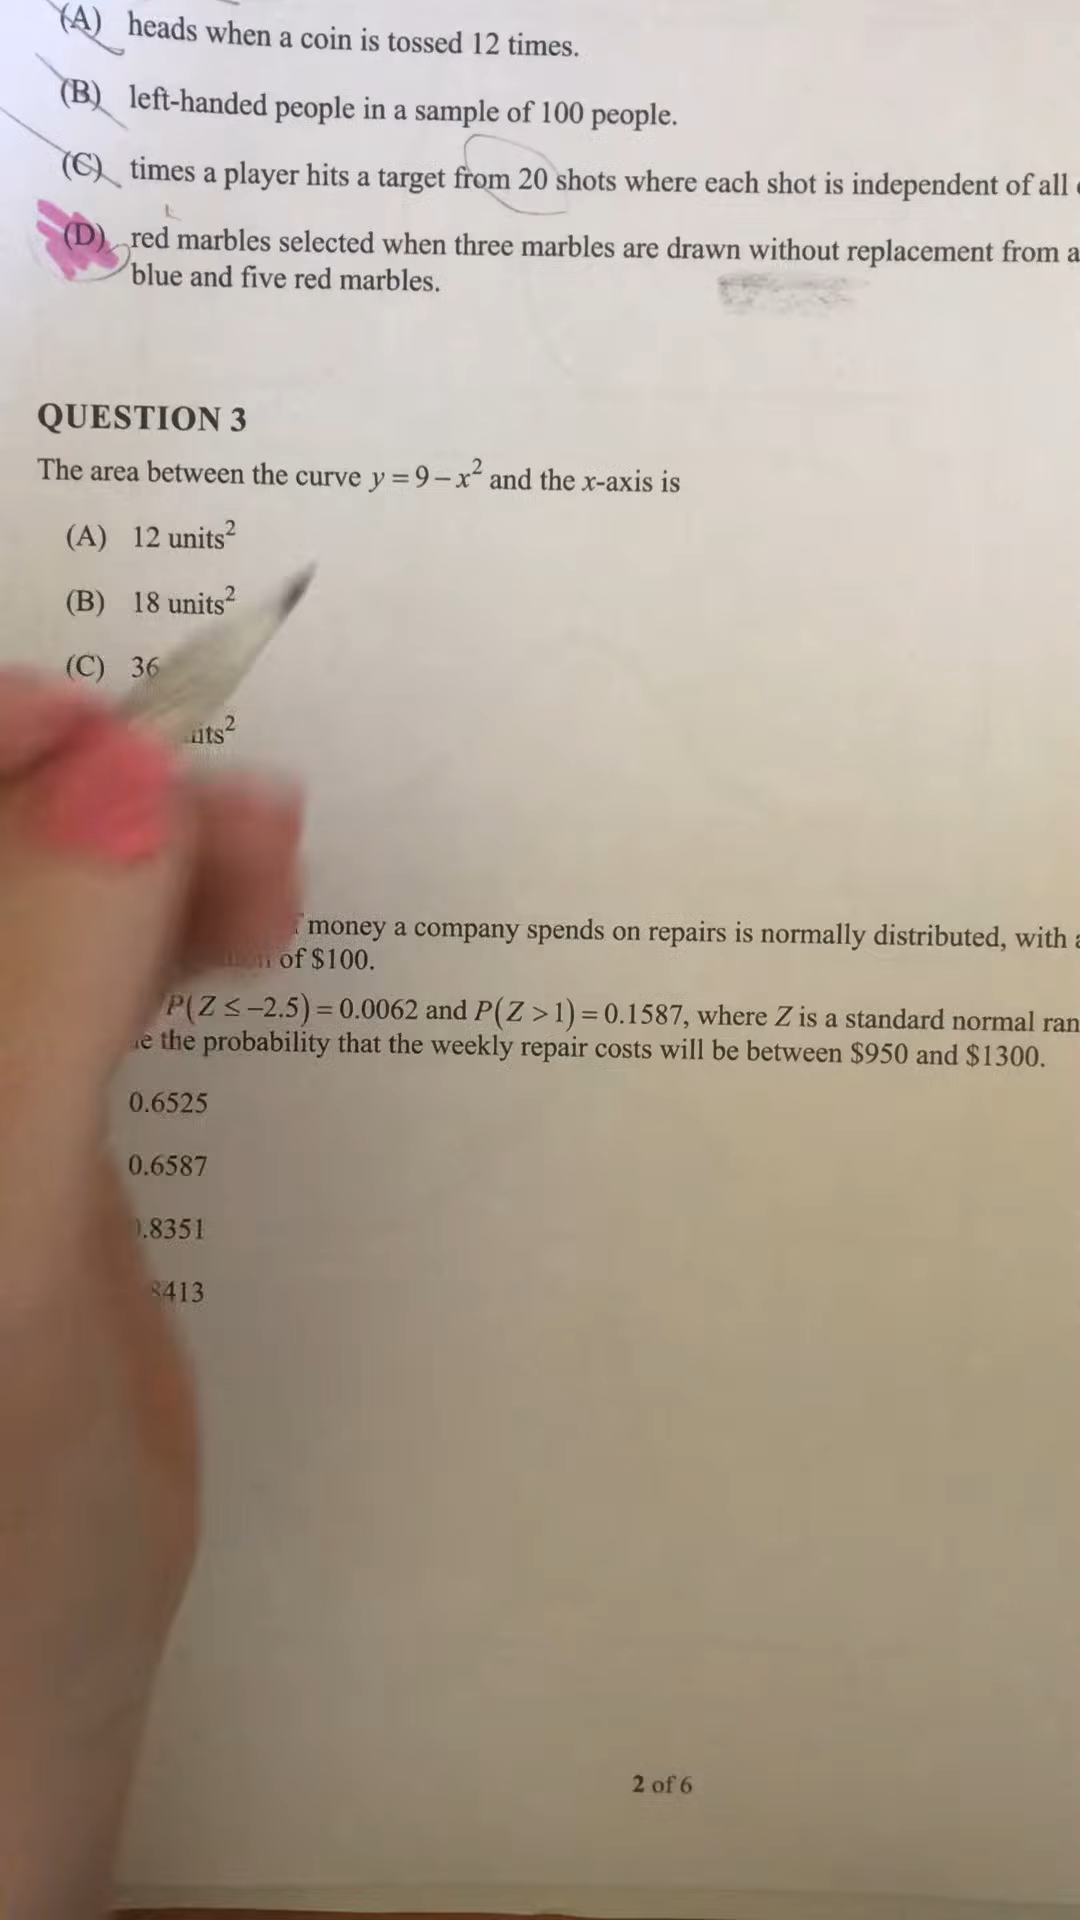 (A) heads when a coin is tossed 12 times.
(B) left-handed people in a sample of 100 people.
(C) times a player hits a target from 20 shots where each shot is independent of all
(D) red marbles selected when three marbles are drawn without replacement from a
blue and five red marbles.
QUESTION 3
The area between the curve y = 9 − x² and the x-axis is
(A) 12 units²
(B) 18 units²
(C) 36
money a company spends on repairs is normally distributed, with
of $100.
P(Z ≤ −2.5) = 0.0062 and P(Z > 1) = 0.1587, where Z is a standard normal ran
the probability that the weekly repair costs will be between $950 and $1300.
0.6525
0.6587
.8351
8413
2 of 6